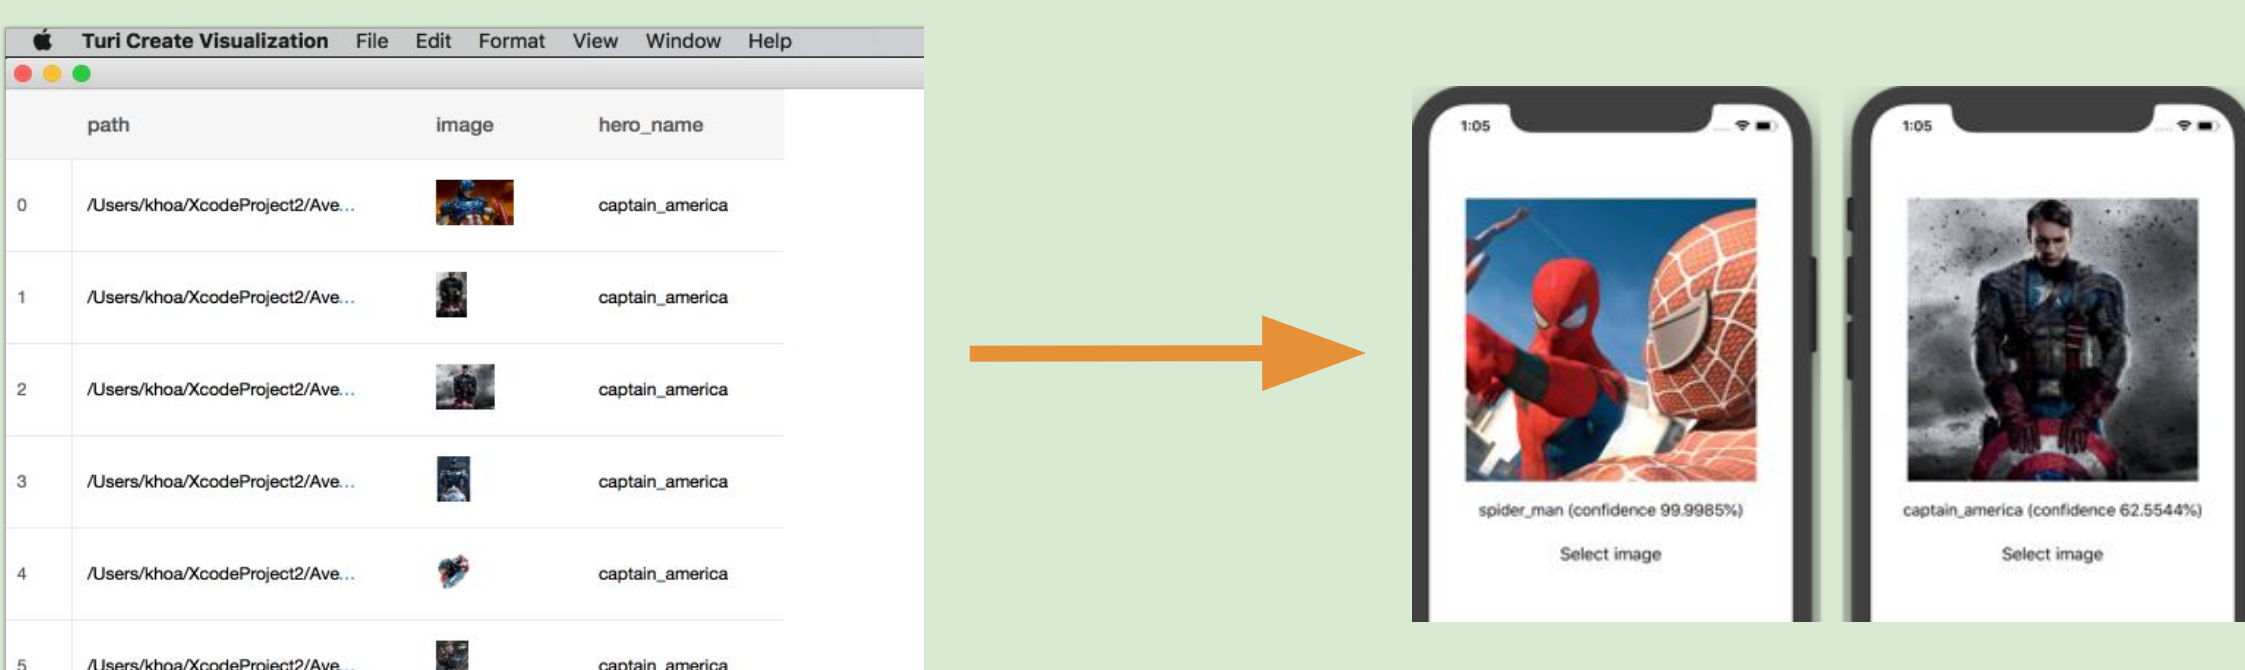 Turi Create Visualization File Edit Format View Window Help
path image hero_name
0 /Users/khoa/XcodeProject2/Ave... captain_america
1 /Users/khoa/XcodeProject2/Ave... captain_america
2 /Users/khoa/XcodeProject2/Ave... captain_america
3 /Users/khoa/XcodeProject2/Ave... captain_america
4 /Users/khoa/XcodeProject2/Ave... captain_america
5 /Users/khoa/XcodeProject2/Ave... captain_america
1:05
spider_man (confidence 99.9985%)
Select image
1:05
captain_america (confidence 62.5544%)
Select image